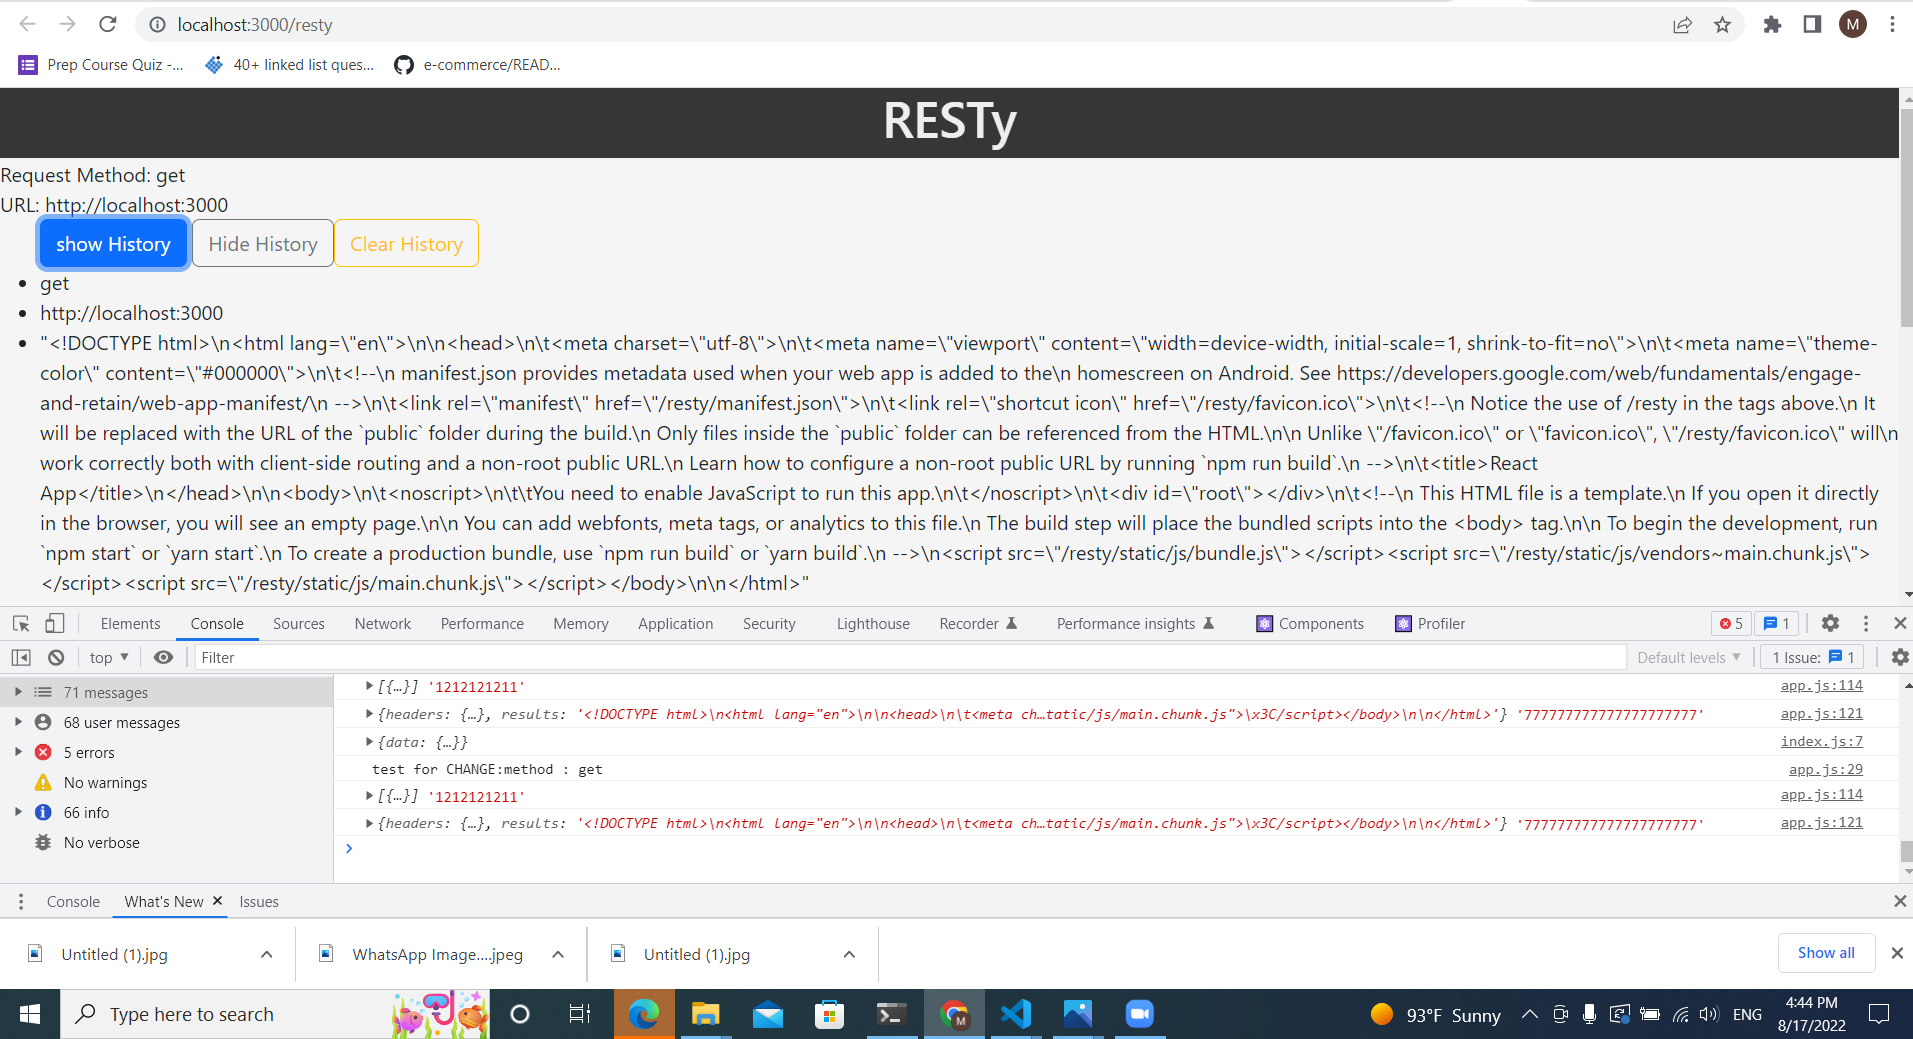 localhost:3000/resty
M
Prep Course Quiz -...
40+ linked list ques...
e-commerce/READ...
RESTy
Request Method: get
URL: http://localhost:3000
show History Hide History Clear History
• get
• http://localhost:3000
• "<!DOCTYPE html>\n<html lang=\"en\">\n\n<head>\n\t<meta charset=\"utf-8\">\n\t<meta name=\"viewport\" content=\"width=device-width, initial-scale=1, shrink-to-fit=no\">\n\t<meta name=\"theme-
color\" content=\"#000000\">\n\t<!--\n manifest.json provides metadata used when your web app is added to the\n homescreen on Android. See https://developers.google.com/web/fundamentals/engage-
and-retain/web-app-manifest/\n -->\n\t<link rel=\"manifest\" href=\"/resty/manifest.json\">\n\t<link rel=\"shortcut icon\" href=\"/resty/favicon.ico\">\n\t<!--\n Notice the use of /resty in the tags above.\n It
will be replaced with the URL of the `public` folder during the build.\n Only files inside the `public` folder can be referenced from the HTML.\n\n Unlike \"/favicon.ico\" or \"favicon.ico\", \"/resty/favicon.ico\" will\n
work correctly both with client-side routing and a non-root public URL.\n Learn how to configure a non-root public URL by running `npm run build`.\n -->\n\t<title>React
App</title>\n</head>\n\n<body>\n\t<noscript>\n\t\tYou need to enable JavaScript to run this app.\n\t</noscript>\n\t<div id=\"root\"></div>\n\t<!--\n This HTML file is a template.\n If you open it directly
in the browser, you will see an empty page.\n\n You can add webfonts, meta tags, or analytics to this file.\n The build step will place the bundled scripts into the <body> tag.\n\n To begin the development, run
`npm start` or `yarn start`.\n To create a production bundle, use `npm run build` or `yarn build`.\n -->\n<script src=\"/resty/static/js/bundle.js\"></script><script src=\"/resty/static/js/vendors~main.chunk.js\">
</script><script src=\"/resty/static/js/main.chunk.js\"></script></body>\n\n</html>"
Elements Console Sources Network Performance Memory Application Security Lighthouse Recorder Performance insights Components Profiler 5 1
top Filter Default levels 1 Issue: 1
71 messages
68 user messages
5 errors
No warnings
66 info
No verbose
[{…}] '1212121211' app.js:114
{headers: {…}, results: '<!DOCTYPE html>\n<html lang="en">\n\n<head>\n\t<meta ch…tatic/js/main.chunk.js">\x3C/script></body>\n\n</html>'} '777777777777777777777' app.js:121
{data: {…}} index.js:7
test for CHANGE:method : get app.js:29
[{…}] '1212121211' app.js:114
{headers: {…}, results: '<!DOCTYPE html>\n<html lang="en">\n\n<head>\n\t<meta ch…tatic/js/main.chunk.js">\x3C/script></body>\n\n</html>'} '777777777777777777777' app.js:121
Console What's New Issues
Untitled (1).jpg
WhatsApp Image....jpeg
Untitled (1).jpg
Show all
Type here to search
M
93°F Sunny
ENG
4:44 PM
8/17/2022